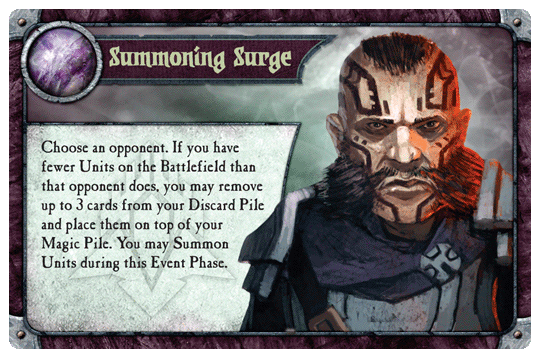 Summoning Surge
Choose an opponent. If you have
fewer Units on the Battlefield than
that opponent does, you may remove
up to 3 cards from your Discard Pile
and place them on top of your
Magic Pile. You may Summon
Units during this Event Phase.